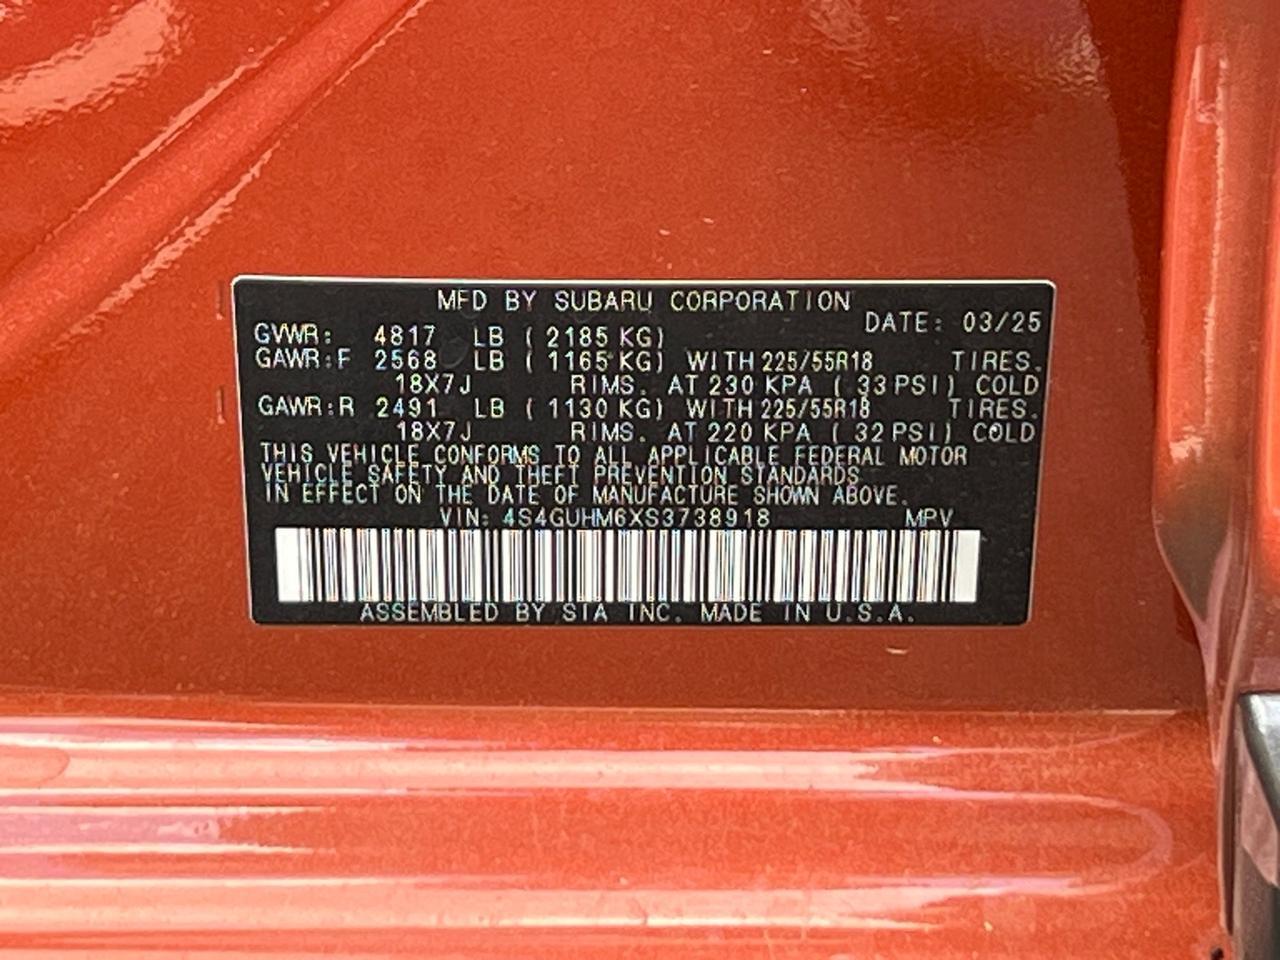 MFD BY SUBARU CORPORATION
DATE: 03/25
GVWR: 4817 LB ( 2185 KG)
GAWR:F 2568 LB ( 1165 KG) WITH 225/55R18 TIRES.
18X7J RIMS. AT 230 KPA ( 33 PSI) COLD
GAWR:R 2491 LB ( 1130 KG) WITH 225/55R18 TIRES.
18X7J RIMS. AT 220 KPA ( 32 PSI) COLD
THIS VEHICLE CONFORMS TO ALL APPLICABLE FEDERAL MOTOR
VEHICLE SAFETY AND THEFT PREVENTION STANDARDS
IN EFFECT ON THE DATE OF MANUFACTURE SHOWN ABOVE.
VIN: 4S4GUHM6XS3738918 MPV
ASSEMBLED BY SIA INC. MADE IN U.S.A.